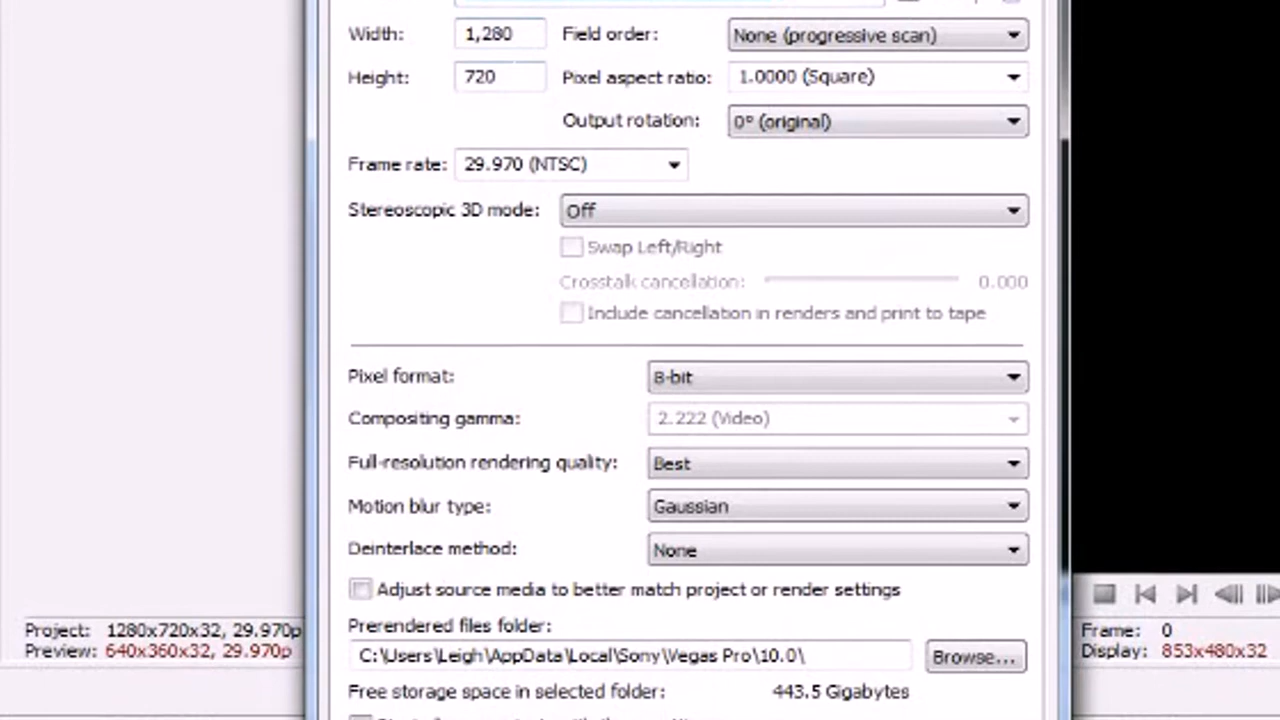 Width: 1,280 Field order: None (progressive scan)
Height: 720 Pixel aspect ratio: 1.0000 (Square)
Output rotation: 0° (original)
Frame rate: 29.970 (NTSC)
Stereoscopic 3D mode: Off
Swap Left/Right
Crosstalk cancellation: 0.000
Include cancellation in renders and print to tape
Pixel format: 8-bit
Compositing gamma: 2.222 (Video)
Full-resolution rendering quality: Best
Motion blur type: Gaussian
Deinterlace method: None
Adjust source media to better match project or render settings
Prerendered files folder:
C:\Users\Leigh\AppData\Local\Sony\Vegas Pro\10.0\ Browse...
Free storage space in selected folder: 443.5 Gigabytes
Project: 1280x720x32, 29.970p
Preview: 640x360x32, 29.970p
Frame: 0
Display: 853x480x32